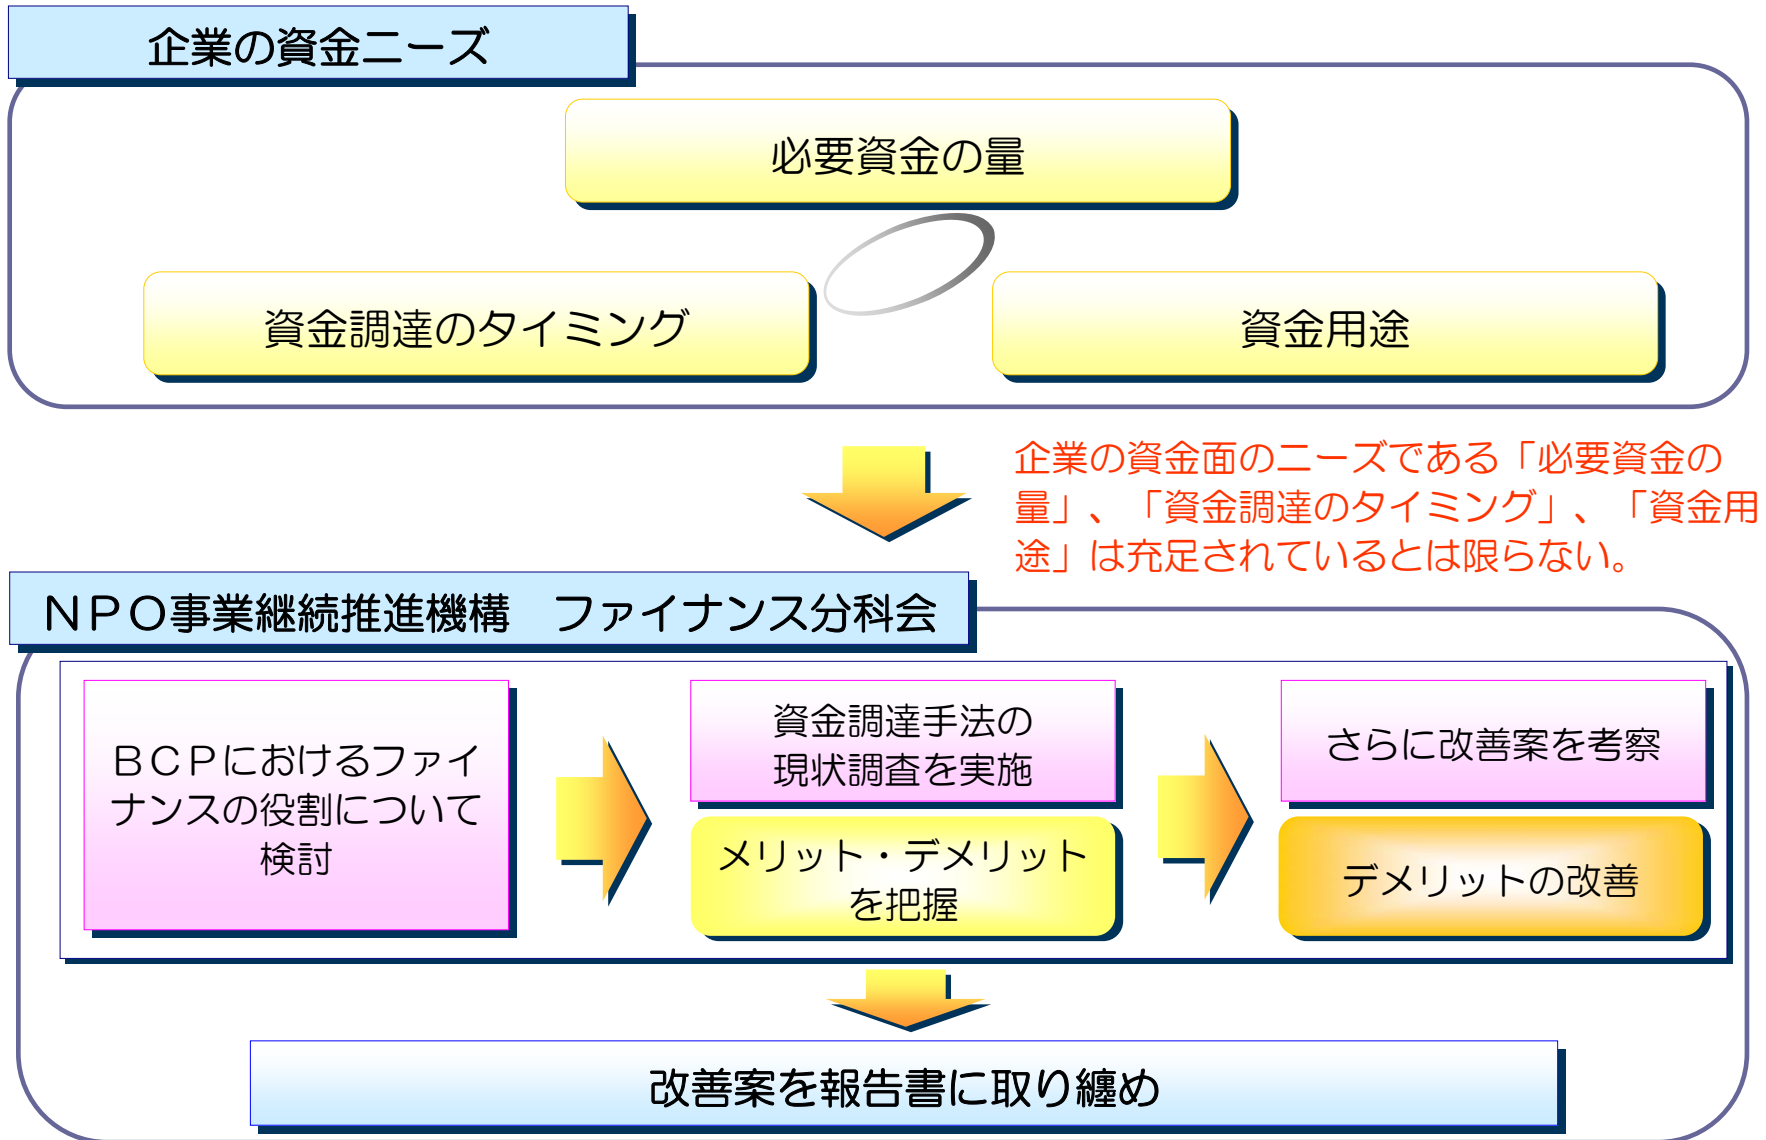 企業の資金ニーズ
必要資金の量
資金調達のタイミング
資金用途
企業の資金面のニーズである「必要資金の
量」、「資金調達のタイミング」、「資金用
途」は充足されているとは限らない。
ＮＰＯ事業継続推進機構　ファイナンス分科会
ＢＣＰにおけるファイ
ナンスの役割について
検討
資金調達手法の
現状調査を実施
メリット・デメリット
を把握
さらに改善案を考察
デメリットの改善
改善案を報告書に取り纏め